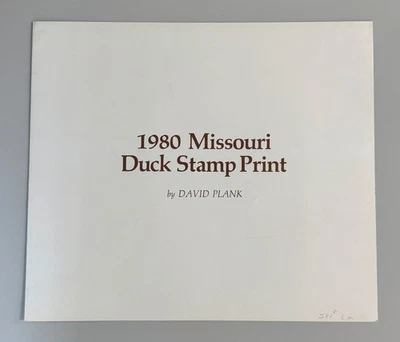 1980 Missouri
Duck Stamp Print
by DAVID PLANK